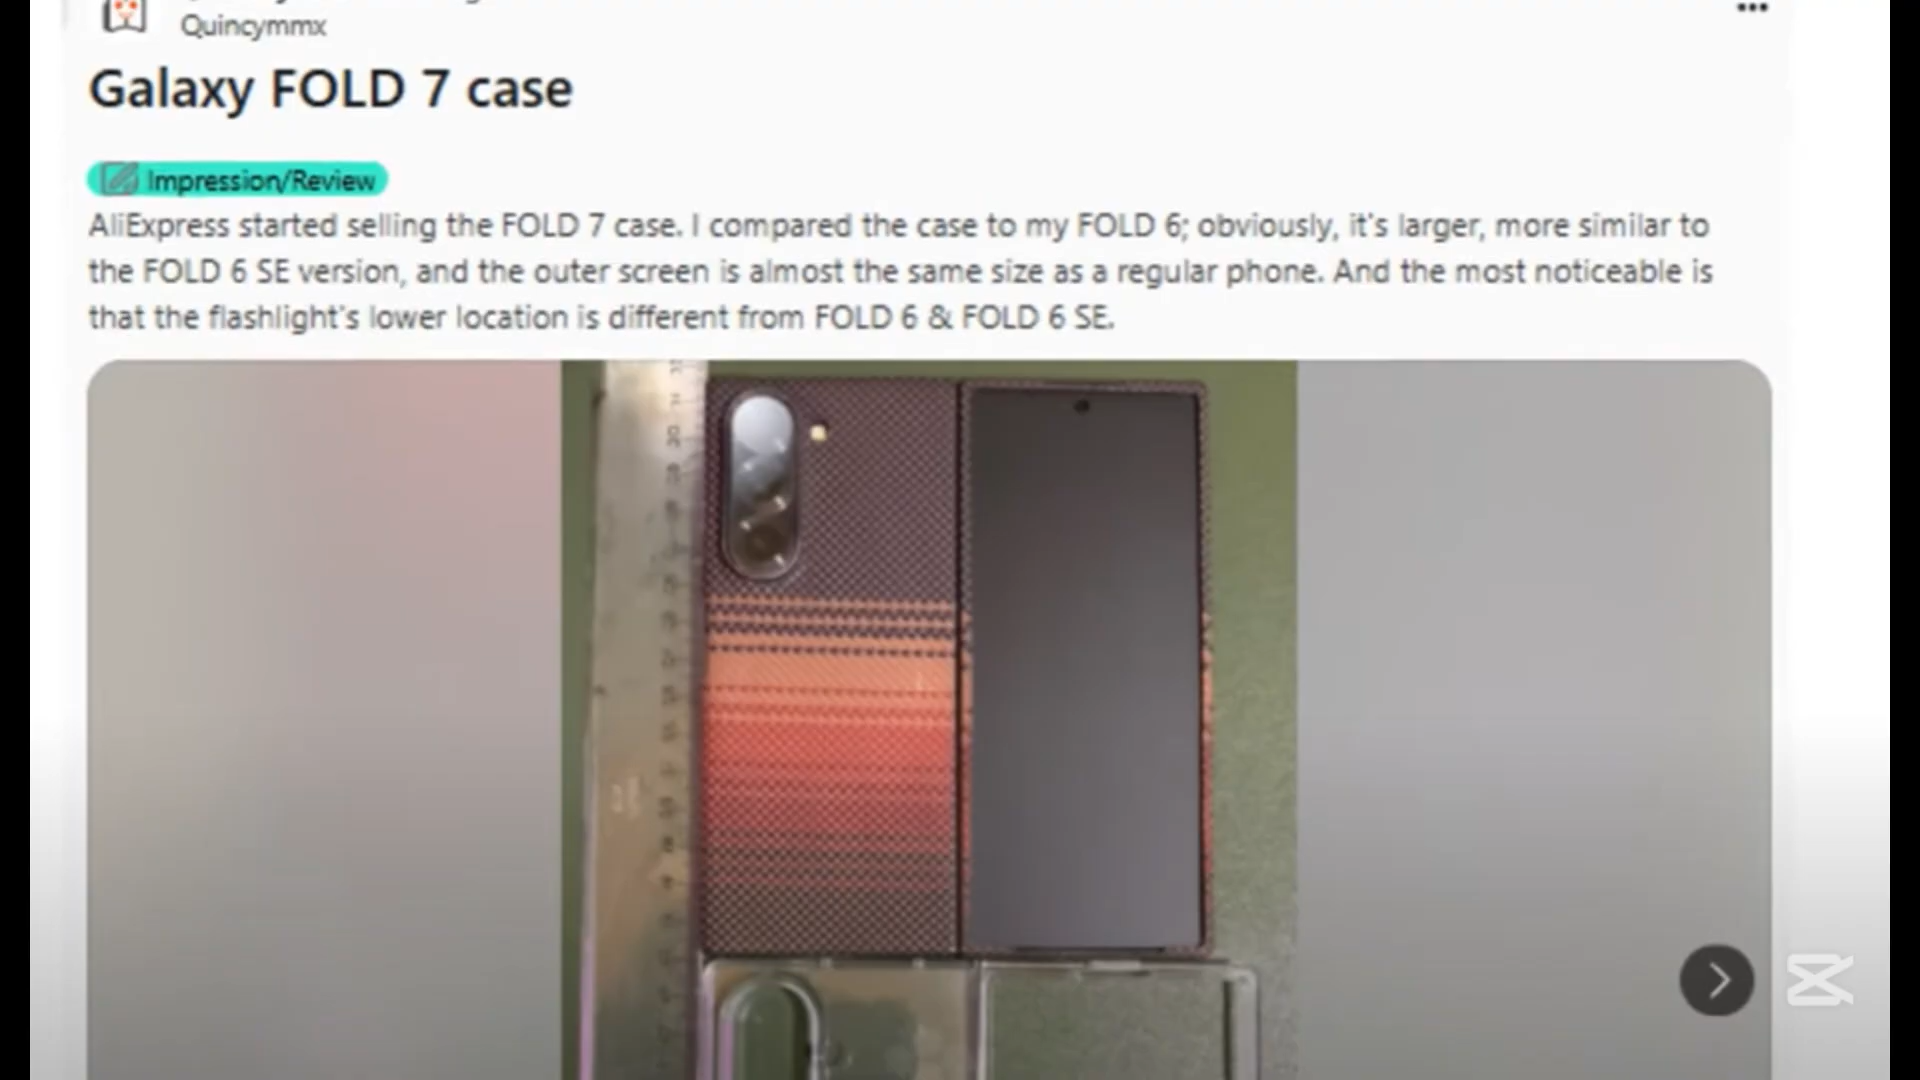 Quincymmx
Galaxy FOLD 7 case
Impression/Review
AliExpress started selling the FOLD 7 case. I compared the case to my FOLD 6; obviously, it's larger, more similar to
the FOLD 6 SE version, and the outer screen is almost the same size as a regular phone. And the most noticeable is
that the flashlight's lower location is different from FOLD 6 & FOLD 6 SE.